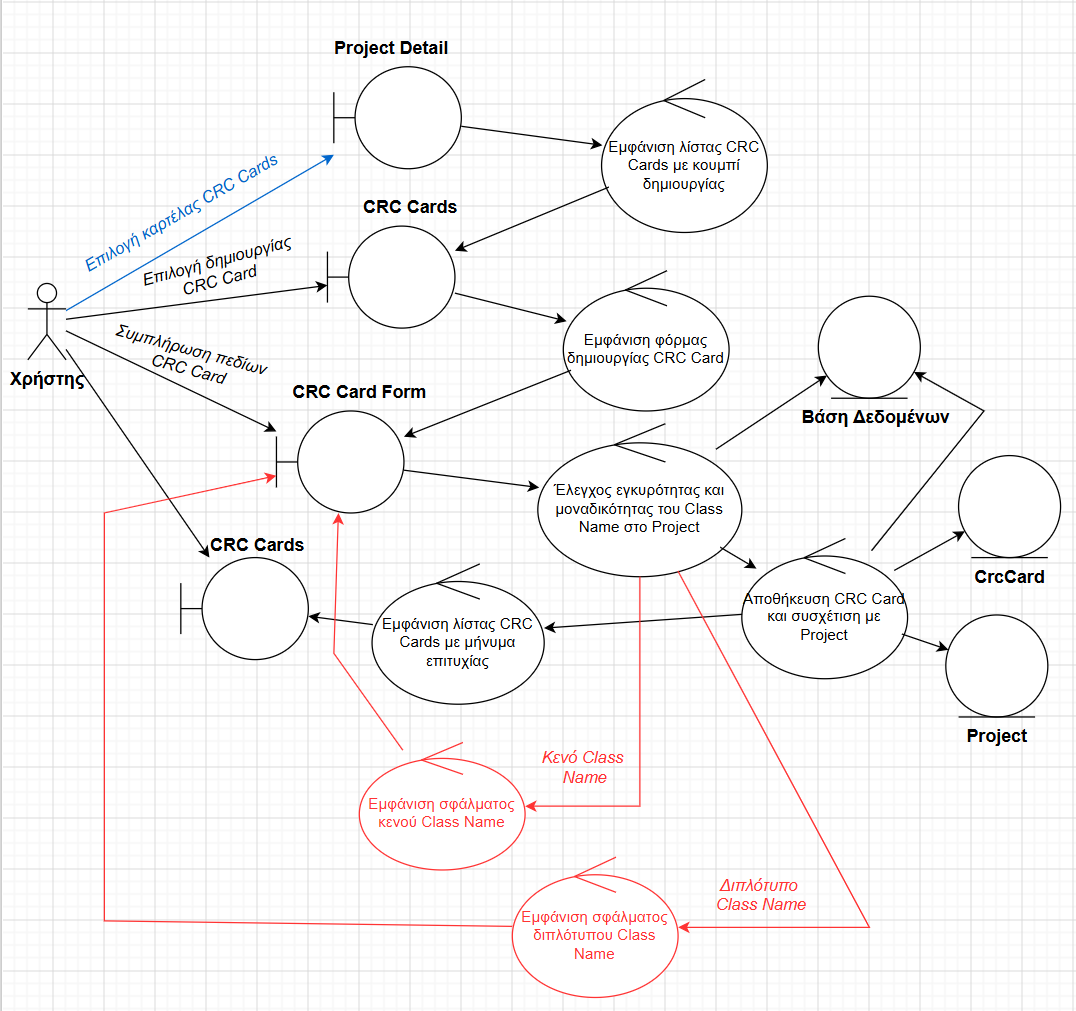 Project Detail
Εμφάνιση λίστας CRC
Cards με κουμπί
δημιουργίας
Επιλογή καρτέλας CRC Cards
CRC Cards
Επιλογή δημιουργίας
CRC Card
Χρήστης
Συμπλήρωση πεδίων
CRC Card
Εμφάνιση φόρμας
δημιουργίας CRC Card
CRC Card Form
Βάση Δεδομένων
Έλεγχος εγκυρότητας και
μοναδικότητας του Class
Name στο Project
CRC Cards
CrcCard
Αποθήκευση CRC Card
και συσχέτιση με
Project
Εμφάνιση λίστας CRC
Cards με μήνυμα
επιτυχίας
Project
Κενό Class
Name
Εμφάνιση σφάλματος
κενού Class Name
Διπλότυπο
Class Name
Εμφάνιση σφάλματος
διπλότυπου Class
Name